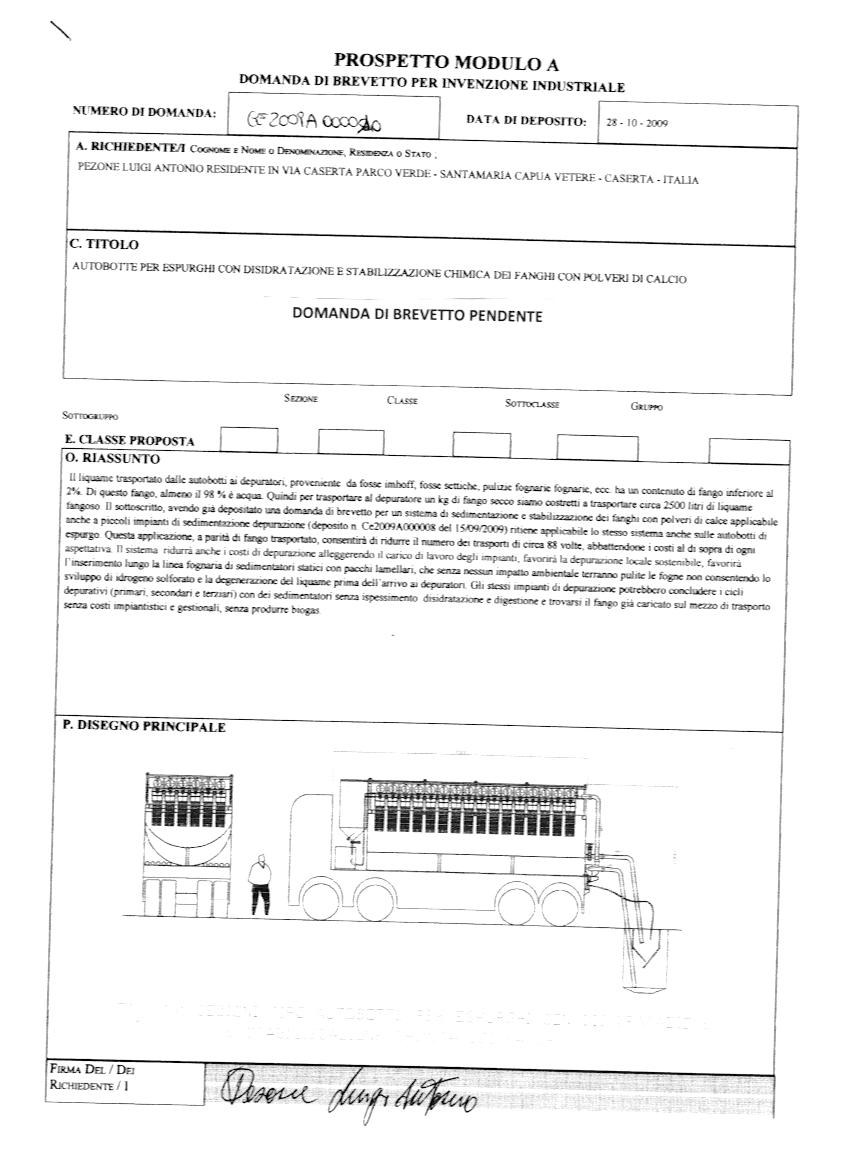 PROSPETTO MODULO A
DOMANDA DI BREVETTO PER INVENZIONE INDUSTRIALE
NUMERO DI DOMANDA:
DATA DI DEPOSITO: 28 - 10 - 2009
A. RICHIEDENTE/I COGNOME E NOME O DENOMINAZIONE, RESIDENZA O STATO ;
PEZONE LUIGI ANTONIO RESIDENTE IN VIA CASERTA PARCO VERDE - SANTAMARIA CAPUA VETERE - CASERTA - ITALIA
C. TITOLO
AUTOBOTTE PER ESPURGHI CON DISIDRATAZIONE E STABILIZZAZIONE CHIMICA DEI FANGHI CON POLVERI DI CALCIO
DOMANDA DI BREVETTO PENDENTE
SEZIONE CLASSE SOTTOCLASSE GRUPPO
SOTTOGRUPPO
E. CLASSE PROPOSTA
O. RIASSUNTO
Il liquame trasportato dalle autobotti ai depuratori, proveniente da fosse imhoff, fosse settiche, pulizie fognarie fognarie, ecc. ha un contenuto di fango inferiore al
2%. Di questo fango, almeno il 98 % è acqua. Quindi per trasportare al depuratore un kg di fango secco siamo costretti a trasportare circa 2500 litri di liquame
fangoso. Il sottoscritto, avendo già depositato una domanda di brevetto per un sistema di sedimentazione e stabilizzazione dei fanghi con polveri di calce applicabile
anche a piccoli impianti di sedimentazione depurazione (deposito n. Ce2009A000008 del 15/09/2009) ritiene applicabile lo stesso sistema anche sulle autobotti di
espurgo. Questa applicazione, a parità di fango trasportato, consentirà di ridurre il numero dei trasporti di circa 88 volte, abbattendone i costi al di sopra di ogni
aspettativa. Il sistema ridurrà anche i costi di depurazione alleggerendo il carico di lavoro degli impianti, favorirà la depurazione locale sostenibile, favorirà
l'inserimento lungo la linea fognaria di sedimentatori statici con pacchi lamellari, che senza nessun impatto ambientale terranno pulite le fogne non consentendo lo
sviluppo di idrogeno solforato e la degenerazione del liquame prima dell'arrivo ai depuratori. Gli stessi impianti di depurazione potrebbero concludere i cicli
depurativi (primari, secondari e terziari) con dei sedimentatori senza ispessimento disidratazione e digestione e trovarsi il fango già caricato sul mezzo di trasporto
senza costi impiantistici e gestionali, senza produrre biogas.
P. DISEGNO PRINCIPALE
FIRMA DEL / DEI
RICHIEDENTE / I
Pezone Luigi Antonio